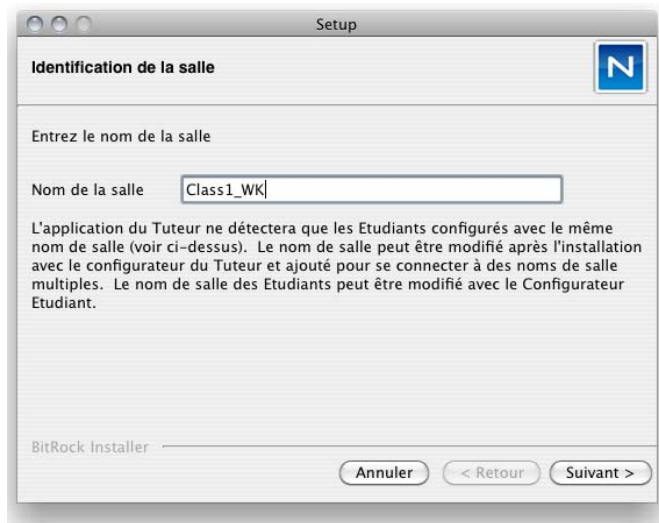 Setup
Identification de la salle
N
Entrez le nom de la salle
Nom de la salle Class1_WK
L'application du Tuteur ne détectera que les Etudiants configurés avec le même
nom de salle (voir ci-dessus). Le nom de salle peut être modifié après l'installation
avec le configurateur du Tuteur et ajouté pour se connecter à des noms de salle
multiples. Le nom de salle des Etudiants peut être modifié avec le Configurateur
Etudiant.
BitRock Installer
Annuler < Retour Suivant >